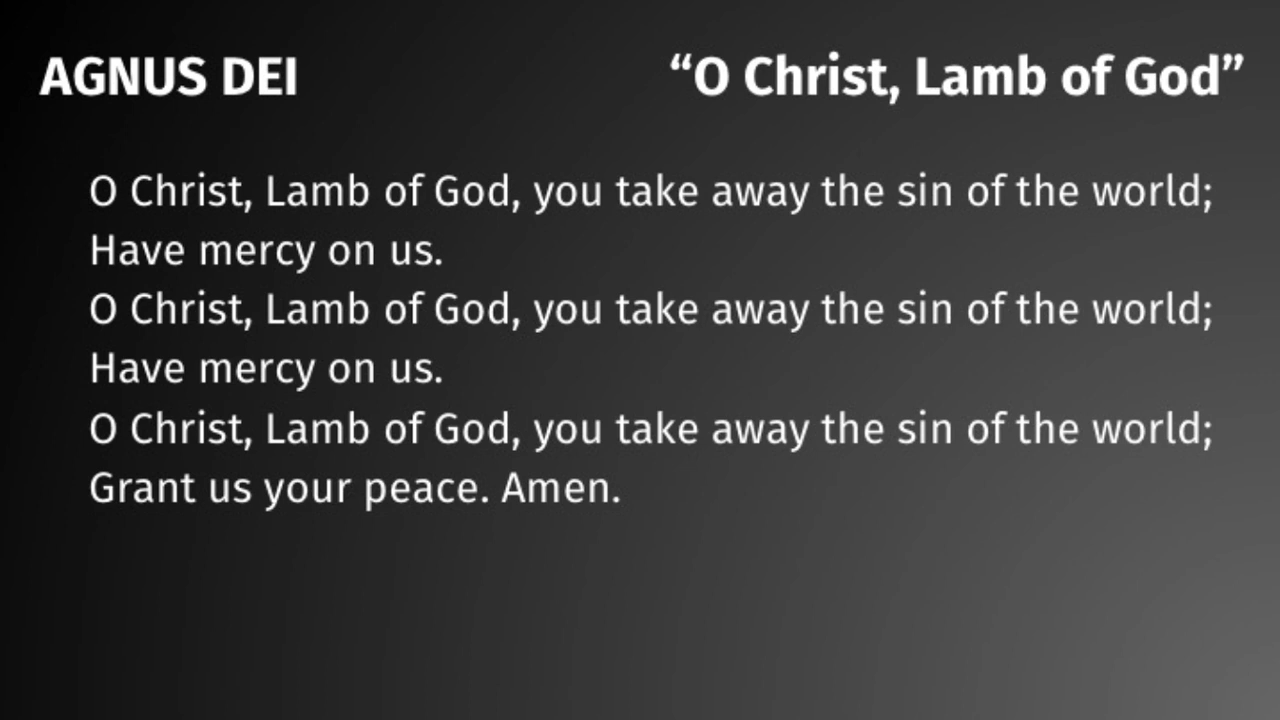 AGNUS DEI “O Christ, Lamb of God”
O Christ, Lamb of God, you take away the sin of the world;
Have mercy on us.
O Christ, Lamb of God, you take away the sin of the world;
Have mercy on us.
O Christ, Lamb of God, you take away the sin of the world;
Grant us your peace. Amen.